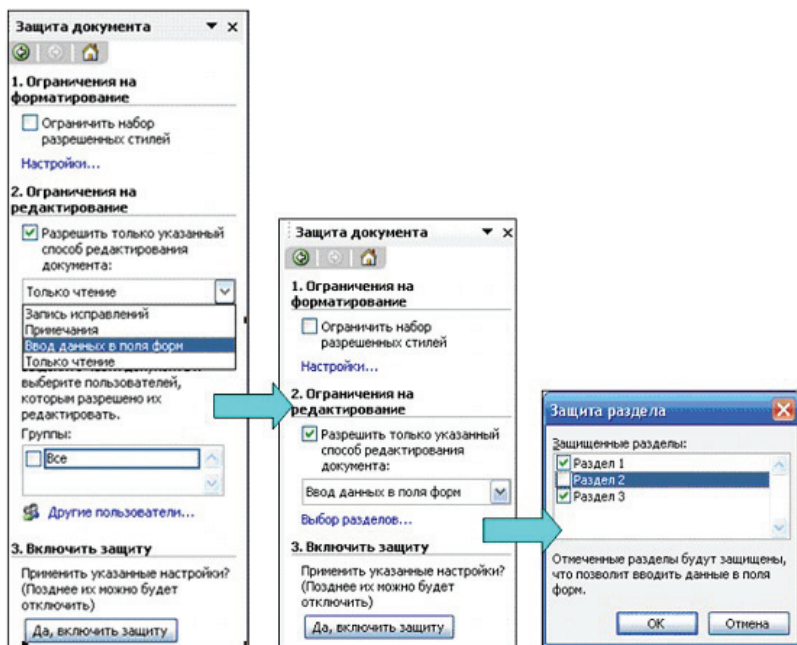 Защита документа
1. Ограничения на
форматирование
Ограничить набор
разрешенных стилей
Настройки...
2. Ограничения на
редактирование
Разрешить только указанный
способ редактирования
документа:
Только чтение
Запись исправлений
Примечания
Ввод данных в поля форм
Только чтение
выберите пользователей,
которым разрешено их
редактировать.
Группы:
Все
Другие пользователи...
3. Включить защиту
Применить указанные настройки?
(Позднее их можно будет
отключить)
Да, включить защиту
Защита документа
1. Ограничения на
форматирование
Ограничить набор
разрешенных стилей
Настройки...
2. Ограничения на
редактирование
Разрешить только указанный
способ редактирования
документа:
Ввод данных в поля форм
Выбор разделов...
3. Включить защиту
Применить указанные настройки?
(Позднее их можно будет
отключить)
Да, включить защиту
Защита раздела
Защищенные разделы:
Раздел 1
Раздел 2
Раздел 3
Отмеченные разделы будут защищены,
что позволит вводить данные в поля
форм.
ОК
Отмена